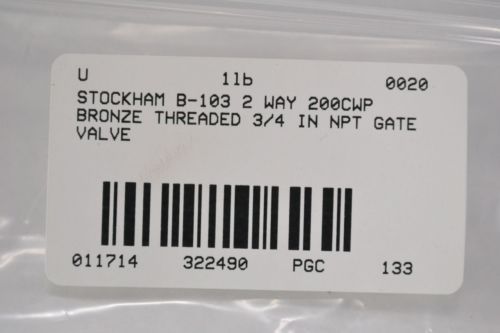 U 1lb 0020
STOCKHAM B-103 2 WAY 200CWP
BRONZE THREADED 3/4 IN NPT GATE
VALVE
011714 322490 PGC 133